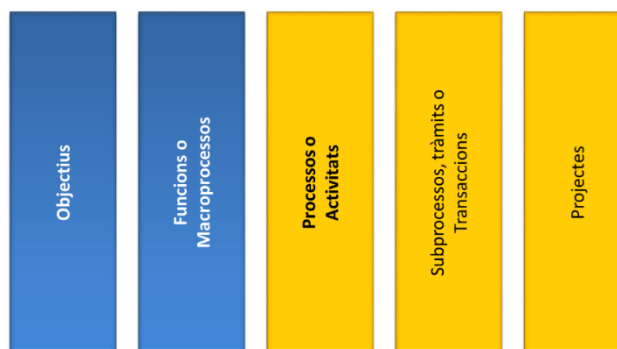 Objectius
Funcions o
Macroprocessos
Processos o
Activitats
Subprocessos, tràmits o
Transaccions
Projectes